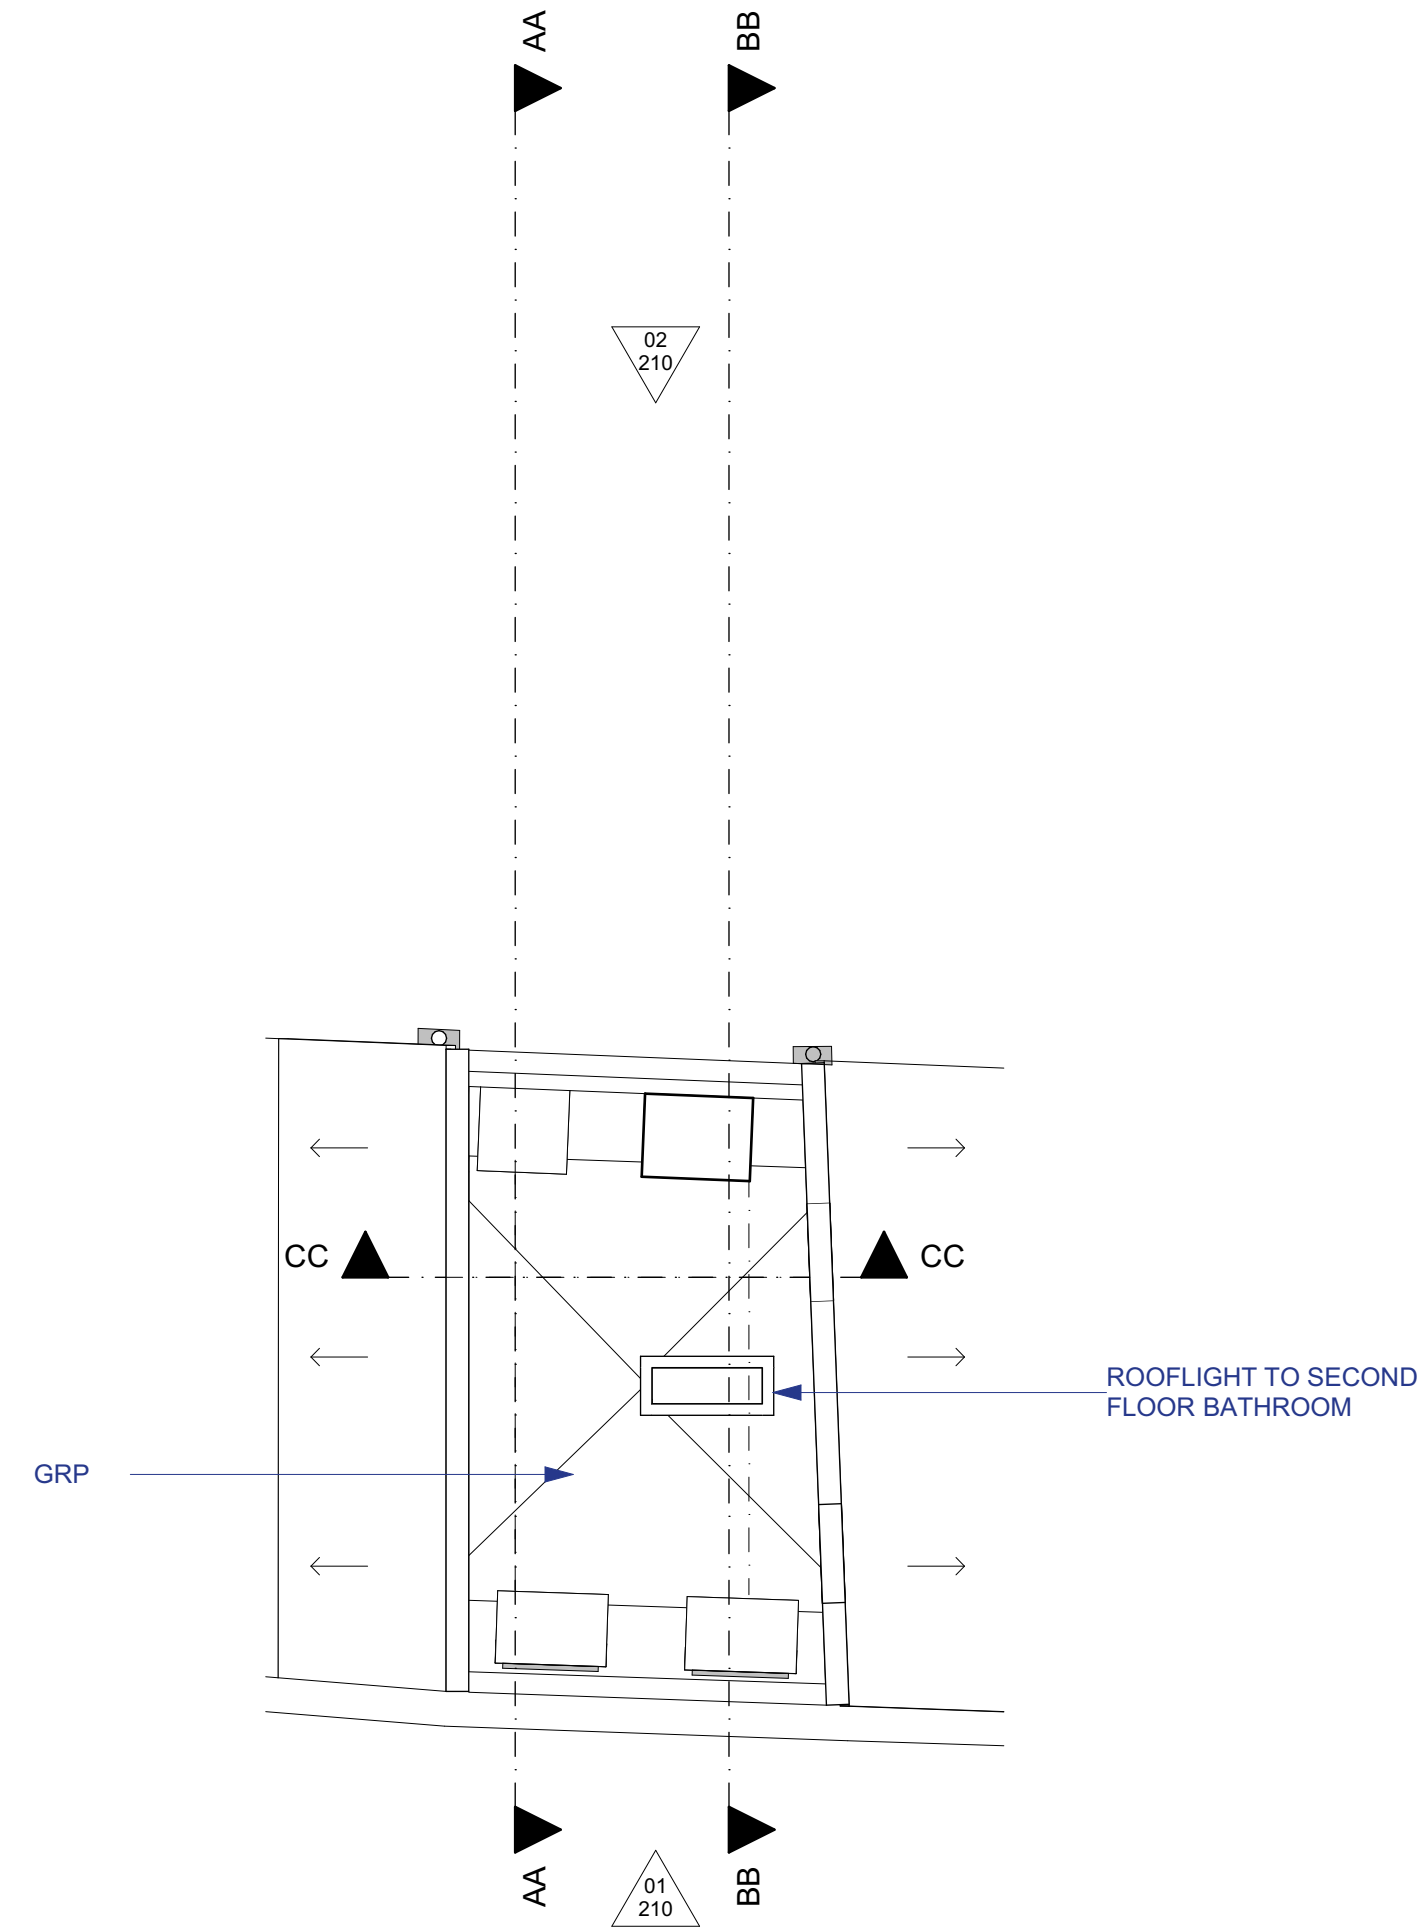 AA
BB
02
210
CC
CC
ROOFLIGHT TO SECOND
FLOOR BATHROOM
GRP
AA
BB
01
210